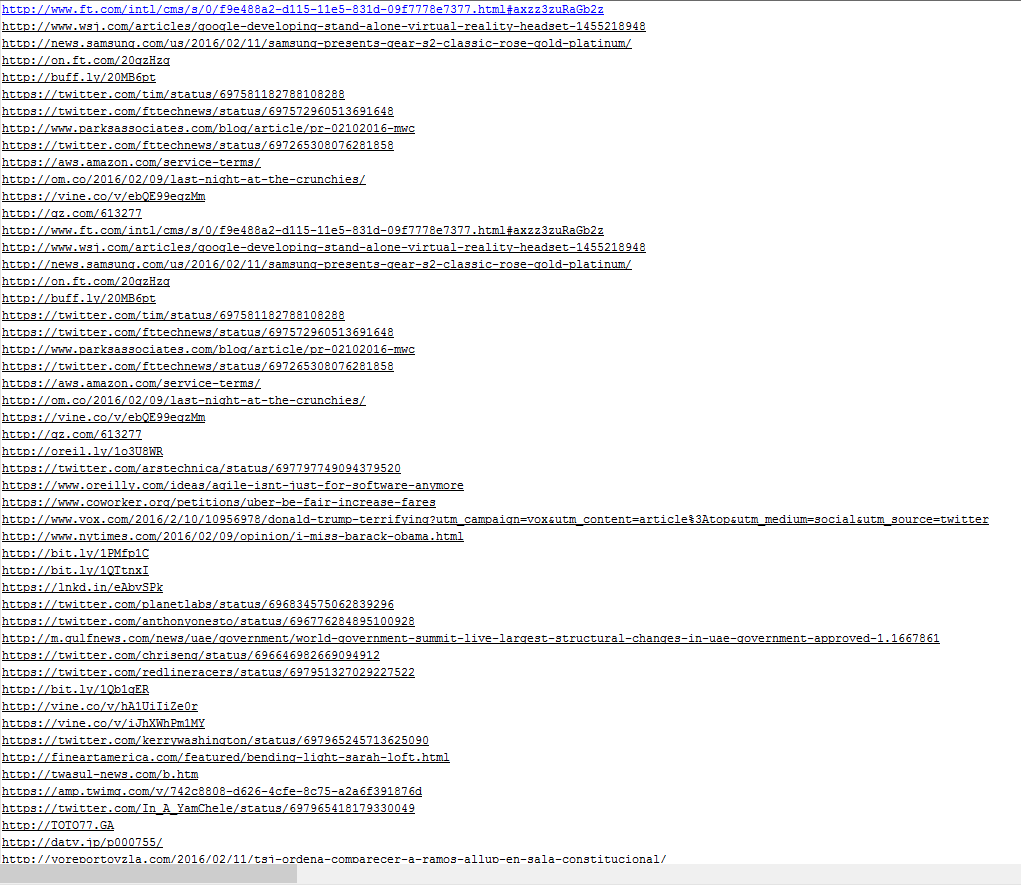 http://www.ft.com/intl/cms/s/0/f9e488a2-d115-11e5-831d-09f7778e7377.html#axzz3zuRaGb2z
http://www.wsj.com/articles/google-developing-stand-alone-virtual-reality-headset-1455218948
http://news.samsung.com/us/2016/02/11/samsung-presents-gear-s2-classic-rose-gold-platinum/
http://on.ft.com/20gzHzg
http://buff.ly/20MB6pt
https://twitter.com/tim/status/697581182788108288
https://twitter.com/fttechnews/status/697572960513691648
http://www.parksassociates.com/blog/article/pr-02102016-mwc
https://twitter.com/fttechnews/status/697265308076281858
https://aws.amazon.com/service-terms/
http://om.co/2016/02/09/last-night-at-the-crunchies/
https://vine.co/v/ebQE99egzMm
http://qz.com/613277
http://www.ft.com/intl/cms/s/0/f9e488a2-d115-11e5-831d-09f7778e7377.html#axzz3zuRaGb2z
http://www.wsj.com/articles/google-developing-stand-alone-virtual-reality-headset-1455218948
http://news.samsung.com/us/2016/02/11/samsung-presents-gear-s2-classic-rose-gold-platinum/
http://on.ft.com/20gzHzg
http://buff.ly/20MB6pt
https://twitter.com/tim/status/697581182788108288
https://twitter.com/fttechnews/status/697572960513691648
http://www.parksassociates.com/blog/article/pr-02102016-mwc
https://twitter.com/fttechnews/status/697265308076281858
https://aws.amazon.com/service-terms/
http://om.co/2016/02/09/last-night-at-the-crunchies/
https://vine.co/v/ebQE99egzMm
http://qz.com/613277
http://oreil.ly/1o3U8WR
https://twitter.com/arstechnica/status/697797749094379520
https://www.oreilly.com/ideas/agile-isnt-just-for-software-anymore
https://www.coworker.org/petitions/uber-be-fair-increase-fares
http://www.vox.com/2016/2/10/10956978/donald-trump-terrifying?utm_campaign=vox&utm_content=article%3Atop&utm_medium=social&utm_source=twitter
http://www.nytimes.com/2016/02/09/opinion/i-miss-barack-obama.html
http://bit.ly/1PMfp1C
http://bit.ly/1QTtnxI
https://lnkd.in/eAbvSPk
https://twitter.com/planetlabs/status/696834575062839296
https://twitter.com/anthonyonesto/status/696776284895100928
http://m.gulfnews.com/news/uae/government/world-government-summit-live-largest-structural-changes-in-uae-government-approved-1.1667861
https://twitter.com/chriseng/status/696646982669094912
https://twitter.com/redlineracers/status/697951327029227522
http://bit.ly/1Qb1gER
http://vine.co/v/hA1UiIiZe0r
https://vine.co/v/iJhXWhPm1MY
https://twitter.com/kerrywashington/status/697965245713625090
http://fineartamerica.com/featured/bending-light-sarah-loft.html
http://twasul-news.com/b.htm
https://amp.twimg.com/v/742c8808-d626-4cfe-8c75-a2a6f391876d
https://twitter.com/In_A_YamChele/status/697965418179330049
http://TOTO77.GA
http://datv.jp/p000755/
http://yoreportovzla.com/2016/02/11/tsj-ordena-comparecer-a-ramos-allup-en-sala-constitucional/